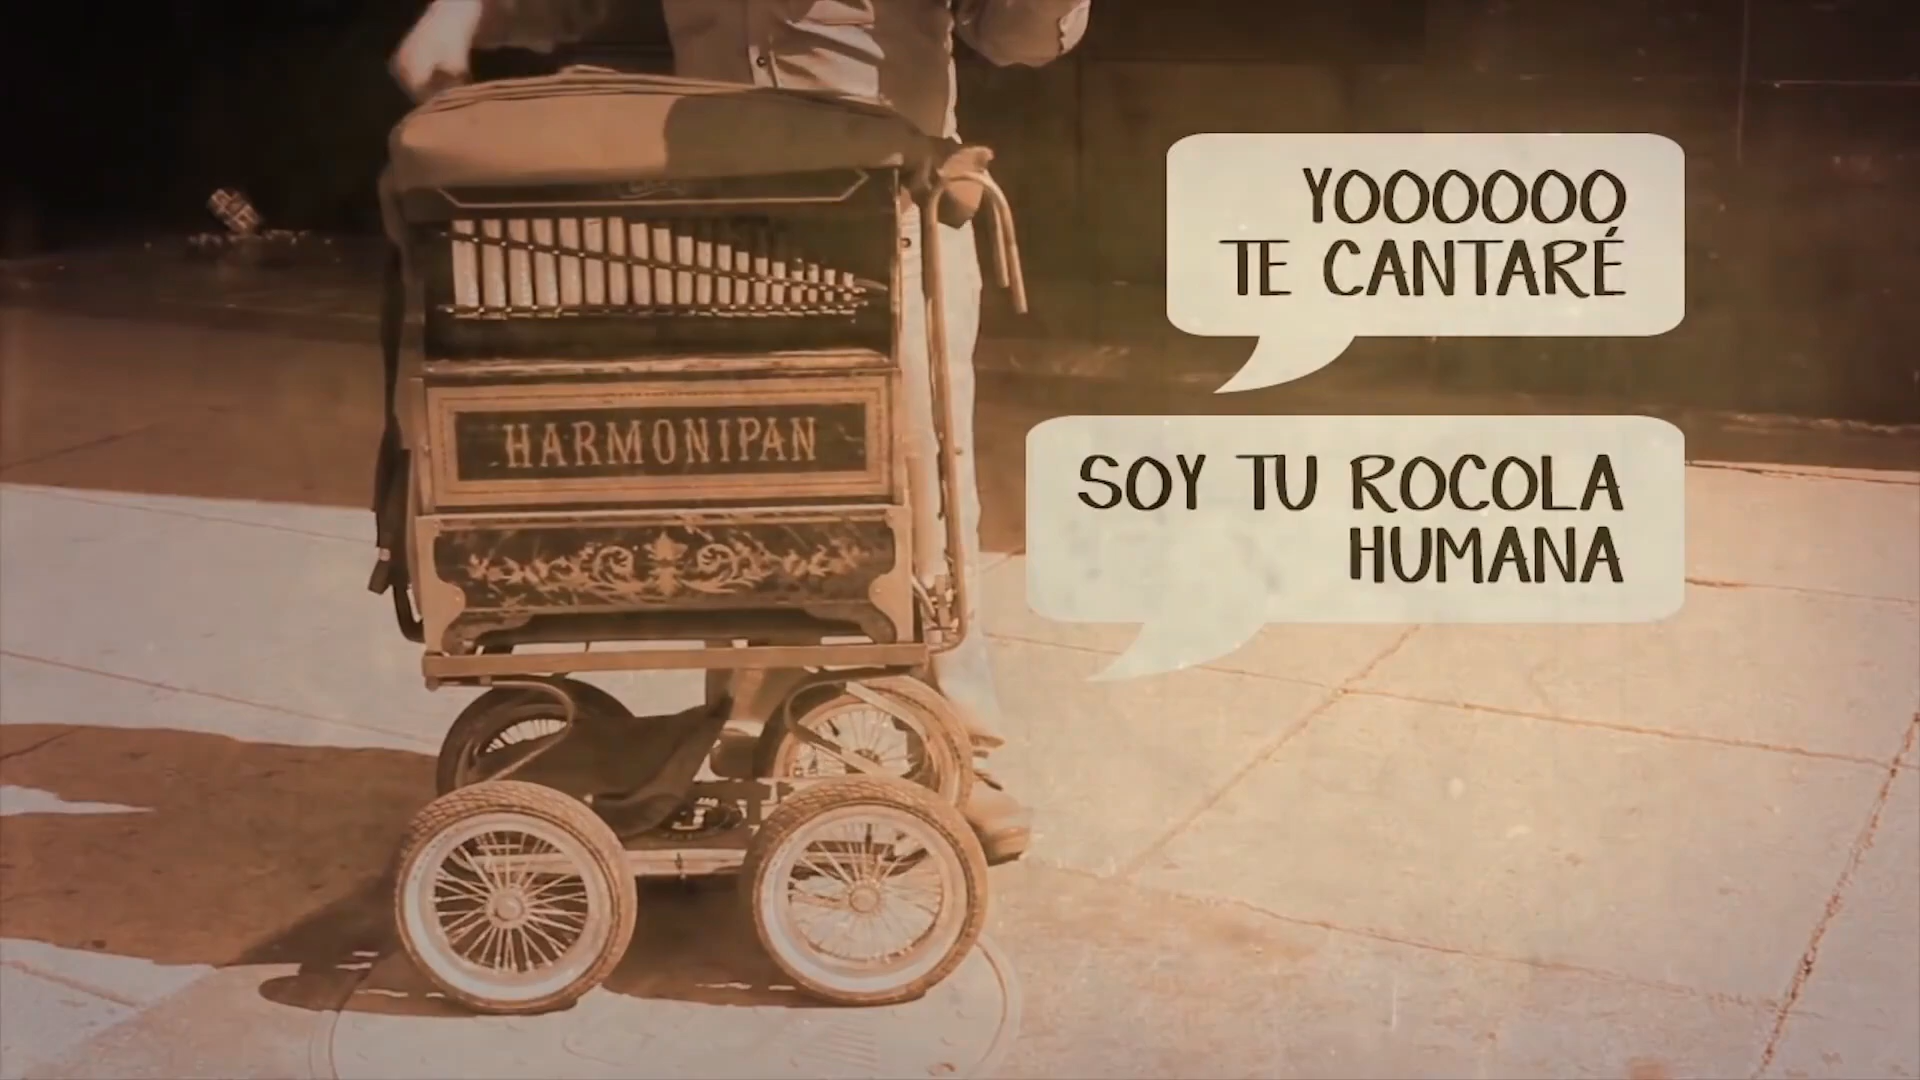 YOOOOOO
TE CANTARÉ
HARMONIPAN
SOY TU ROCOLA
HUMANA